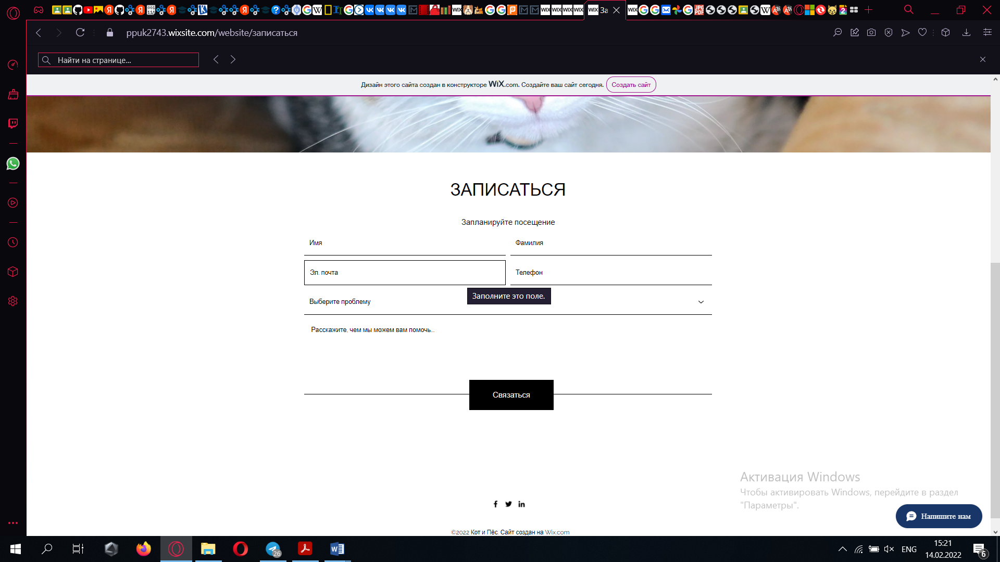 За
ppuk2743.wixsite.com/website/записаться
Найти на странице...
Дизайн этого сайта создан в конструкторе WiX.com. Создайте ваш сайт сегодня. Создать сайт
ЗАПИСАТЬСЯ
Запланируйте посещение
Имя
Фамилия
Эл. почта
Телефон
Заполните это поле.
Выберите проблему
Расскажите, чем мы можем вам помочь...
Связаться
Активация Windows
Чтобы активировать Windows, перейдите в раздел
"Параметры".
Напишите нам
©2022 Кот и Пёс. Сайт создан на Wix.com
26
ENG
15:21
14.02.2022
6